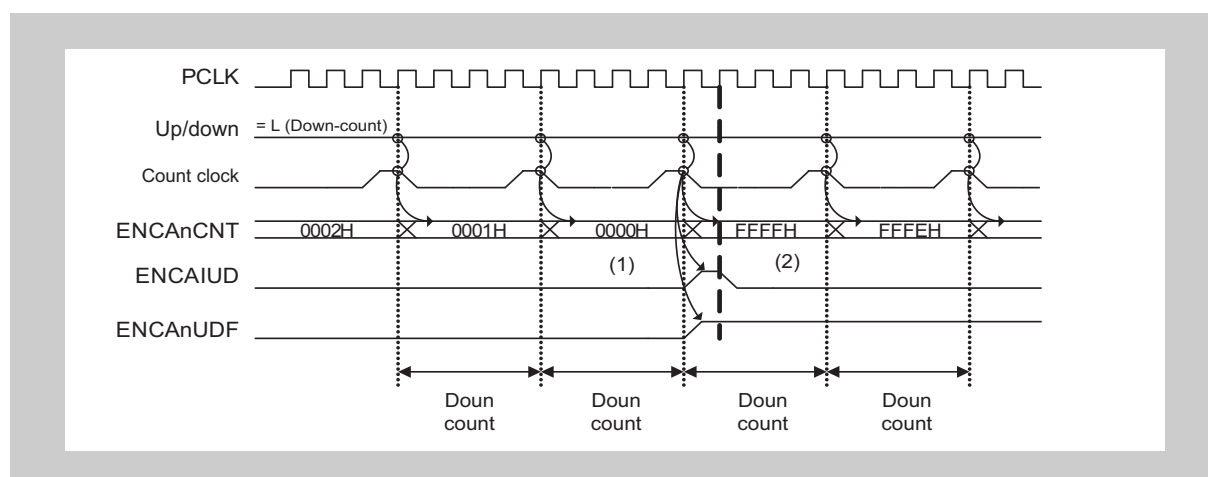 PCLK
Up/down = L (Down-count)
Count clock
ENCAnCNT 0002H 0001H 0000H FFFFH FFFEH
(1) (2)
ENCAIUD
ENCAnUDF
Doun count Doun count Doun count Doun count